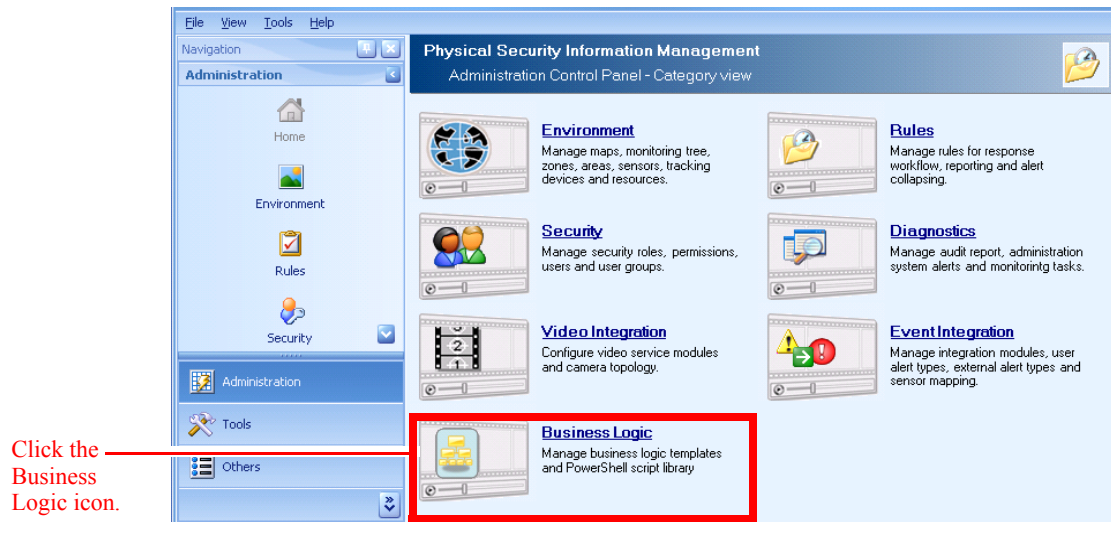 File View Tools Help
Navigation
Administration
Home
Environment
Rules
Security
Administration
Tools
Others
Click the
Business
Logic icon.
Physical Security Information Management
Administration Control Panel - Category view
Environment
Manage maps, monitoring tree,
zones, areas, sensors, tracking
devices and resources.
Rules
Manage rules for response
workflow, reporting and alert
collapsing.
Security
Manage security roles, permissions,
users and user groups.
Diagnostics
Manage audit report, administration
system alerts and monitorintg tasks.
Video Integration
Configure video service modules
and camera topology.
3
2
1
Event Integration
Manage integration modules, user
alert types, external alert types and
sensor mapping.
Business Logic
Manage business logic templates
and PowerShell script library